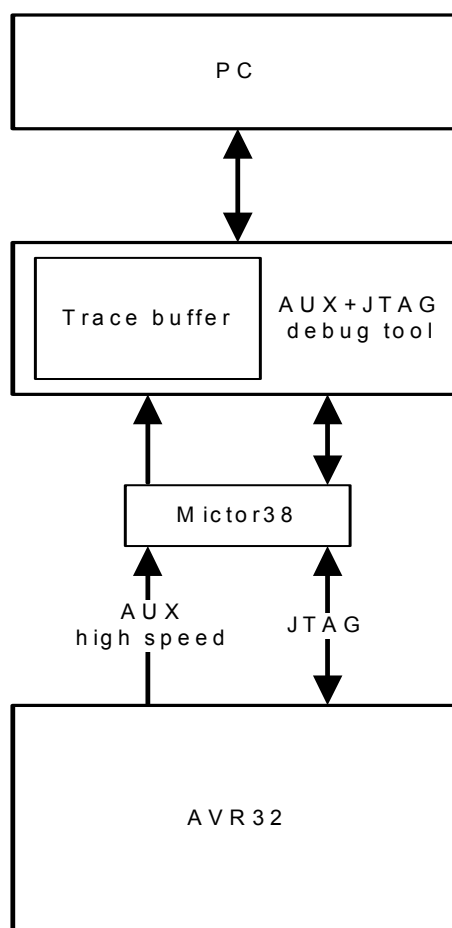 PC
Trace buffer
AUX+JTAG
debug tool
Mictor38
AUX
high speed
JTAG
AVR32